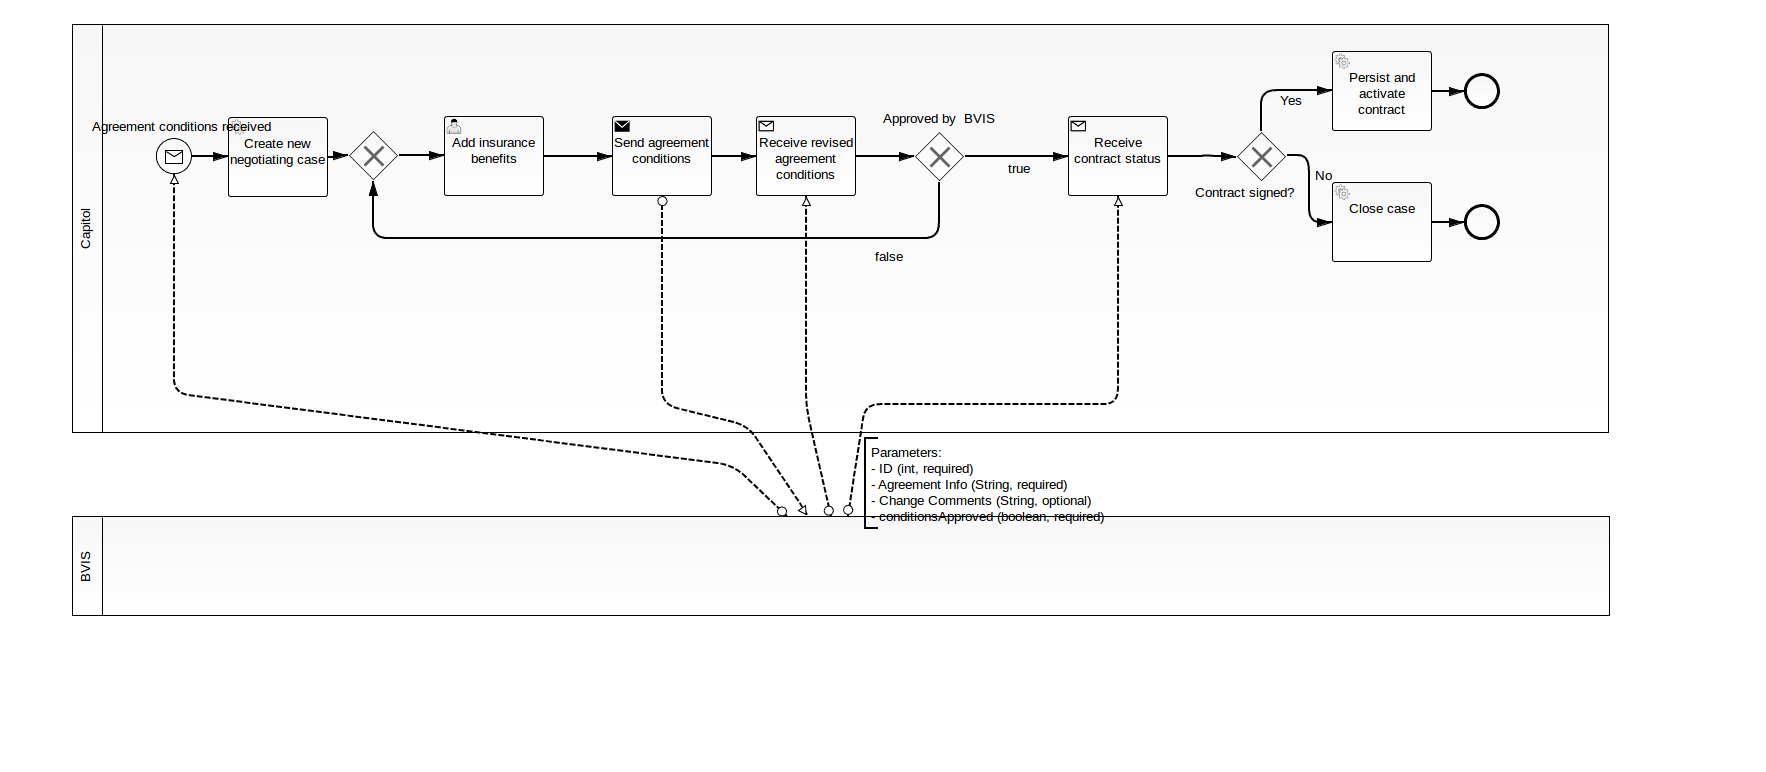 Capitol
Agreement conditions received
Create new
negotiating case
Add insurance
benefits
Send agreement
conditions
Receive revised
agreement
conditions
Approved by  BVIS
true
false
Receive
contract status
Contract signed?
Yes
No
Persist and
activate
contract
Close case
Parameters:
- ID (int, required)
- Agreement Info (String, required)
- Change Comments (String, optional)
- conditionsApproved (boolean, required)
BVIS